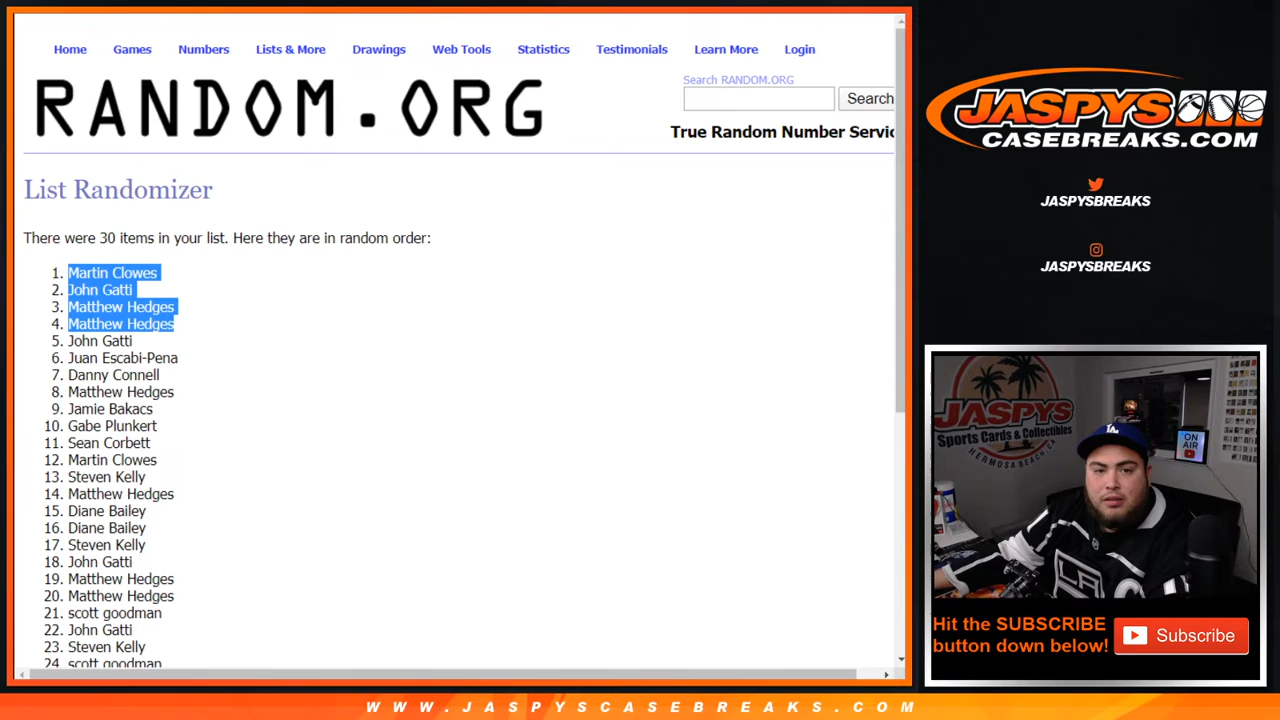 Home Games Numbers Lists & More Drawings Web Tools Statistics Testimonials Learn More Login
RANDOM.ORG
Search RANDOM.ORG
Search
True Random Number Servic
List Randomizer
There were 30 items in your list. Here they are in random order:
1. Martin Clowes
2. John Gatti
3. Matthew Hedges
4. Matthew Hedges
5. John Gatti
6. Juan Escabi-Pena
7. Danny Connell
8. Matthew Hedges
9. Jamie Bakacs
10. Gabe Plunkert
11. Sean Corbett
12. Martin Clowes
13. Steven Kelly
14. Matthew Hedges
15. Diane Bailey
16. Diane Bailey
17. Steven Kelly
18. John Gatti
19. Matthew Hedges
20. Matthew Hedges
21. scott goodman
22. John Gatti
23. Steven Kelly
24. scott goodman
JASPYS
CASEBREAKS.COM
JASPYSBREAKS
JASPYSBREAKS
JASPYS
Sports Cards & Collectibles
HERMOSA BEACH, CA
LA
ON
AIR
LA
C
Hit the SUBSCRIBE
button down below!
Subscribe
WWW.JASPYSCASEBREAKS.COM